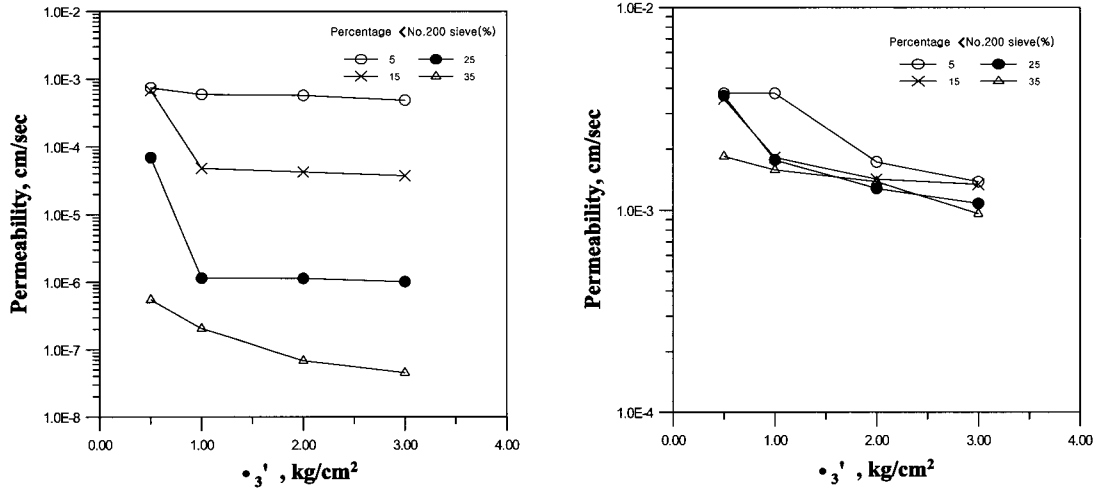 1.0E-2
1.0E-3
1.0E-4
1.0E-5
1.0E-6
1.0E-7
1.0E-8
Permeability, cm/sec
Percentage <No.200 sieve(%)
5 25
15 35
0.00 1.00 2.00 3.00 4.00
•3' , kg/cm2
1.0E-2
1.0E-3
1.0E-4
Permeability, cm/sec
Percentage <No.200 sieve(%)
5 25
15 35
0.00 1.00 2.00 3.00 4.00
•3' , kg/cm2